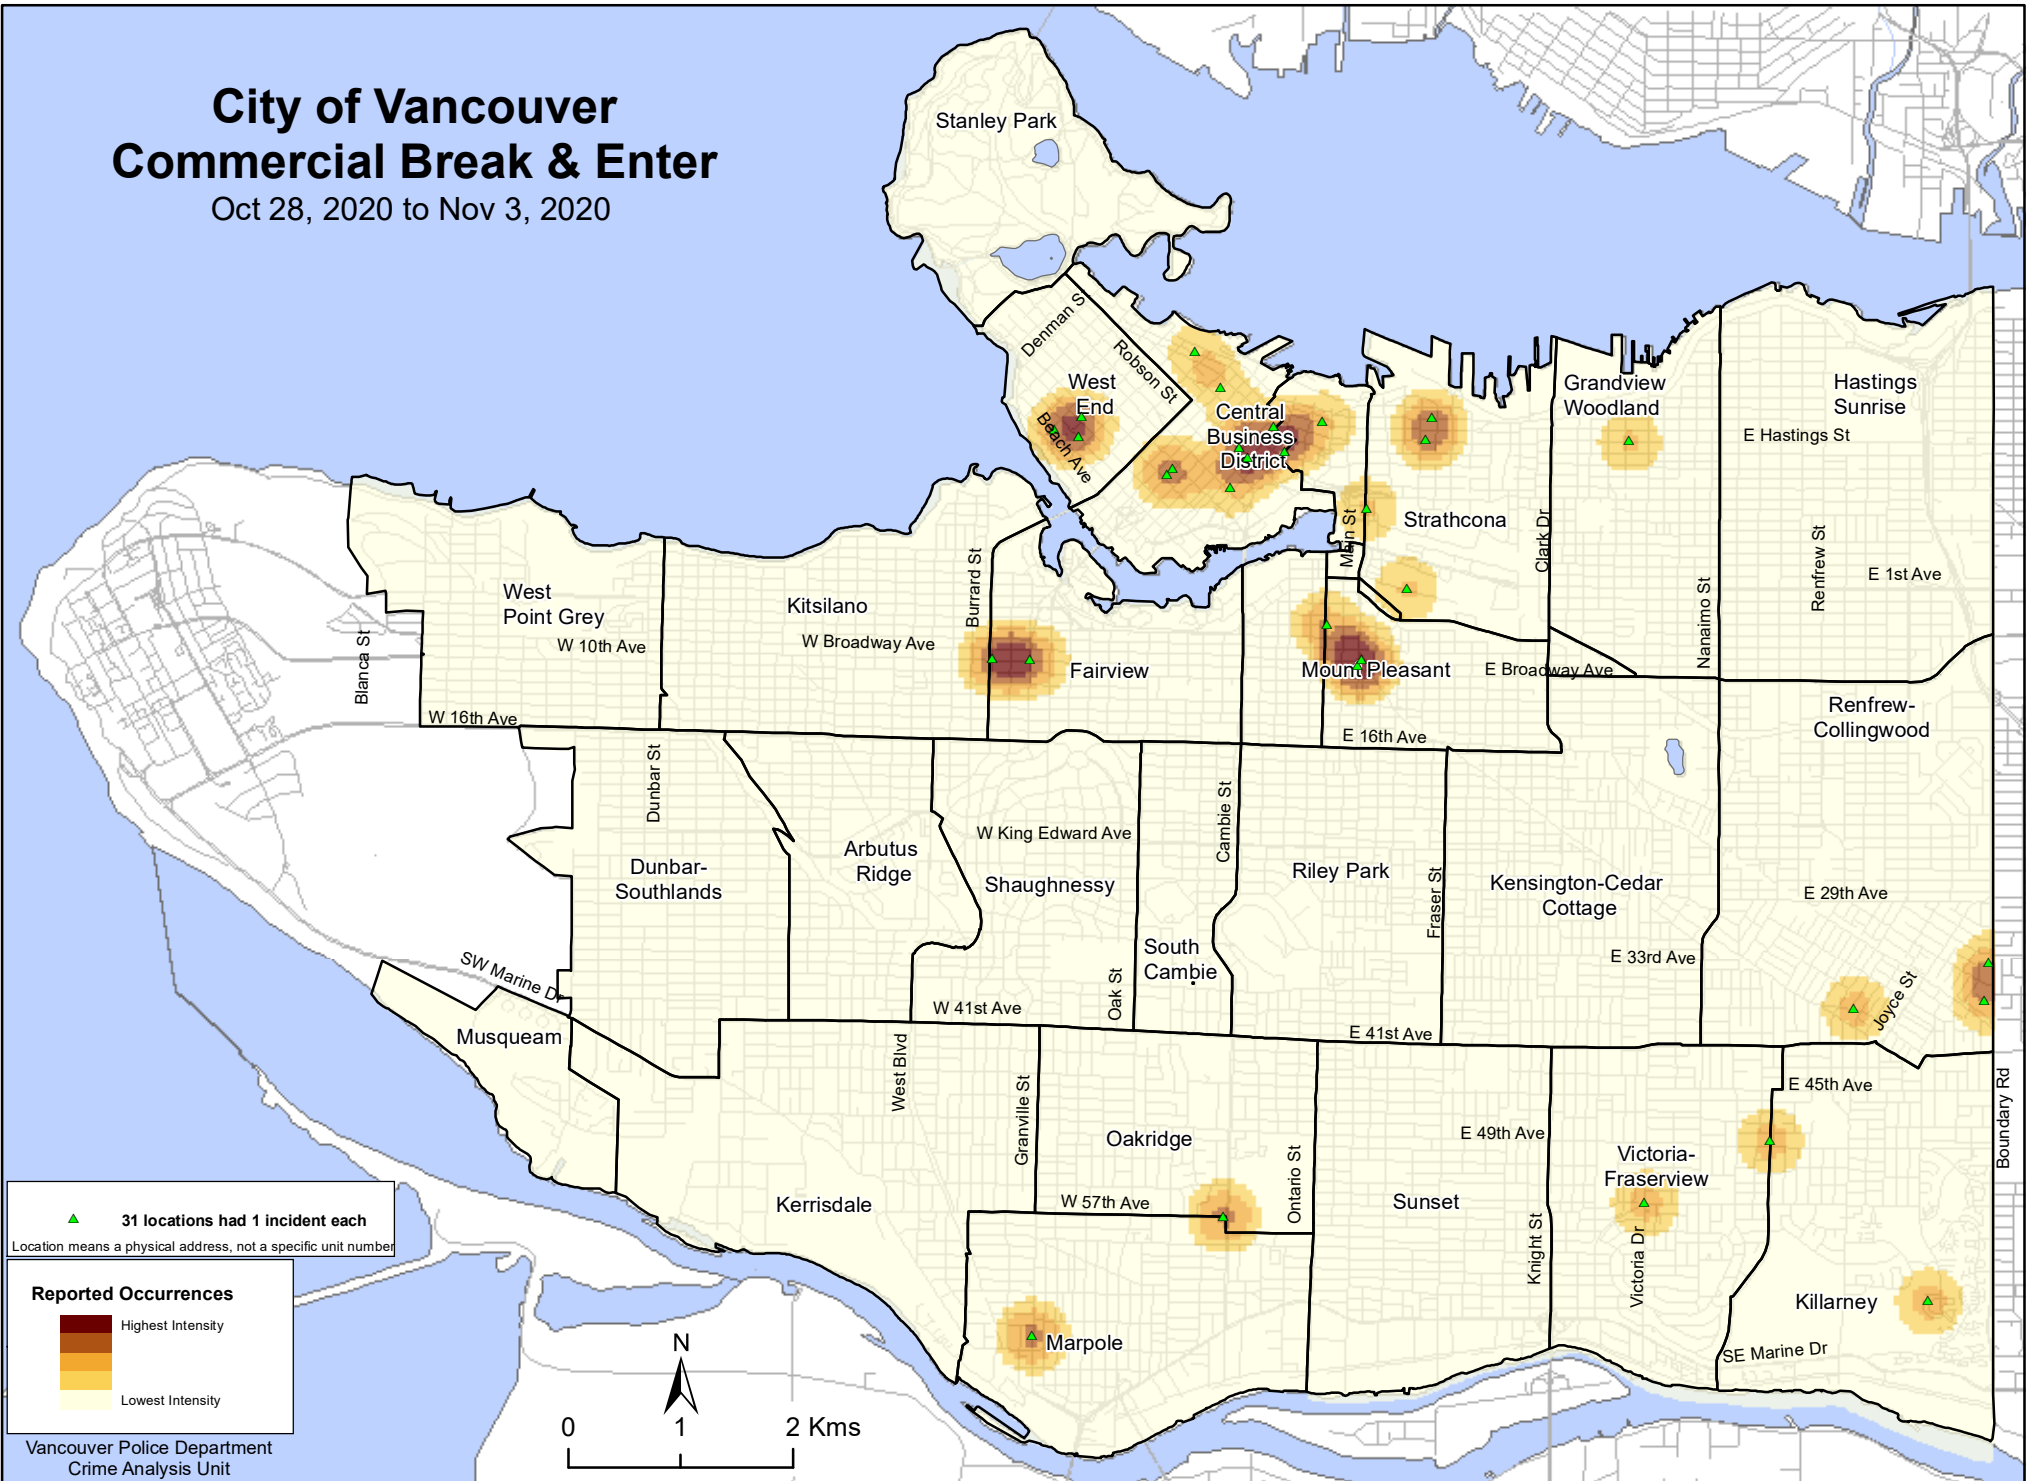 City of Vancouver
Commercial Break & Enter
Oct 28, 2020 to Nov 3, 2020
Stanley Park
Denman S
Robson St
West
End
Beach Ave
Central
Business
District
Grandview
Woodland
Hastings
Sunrise
E Hastings St
Strathcona
Main St
Clark Dr
Nanaimo St
Renfrew St
E 1st Ave
West
Point Grey
W 10th Ave
Blanca St
W 16th Ave
Kitsilano
W Broadway Ave
Burrard St
Fairview
Mount Pleasant
E Broadway Ave
E 16th Ave
Renfrew-
Collingwood
Dunbar St
Dunbar-
Southlands
Arbutus
Ridge
W King Edward Ave
Shaughnessy
Cambie St
Riley Park
Fraser St
Kensington-Cedar
Cottage
E 29th Ave
E 33rd Ave
South
Cambie
Oak St
W 41st Ave
E 41st Ave
Joyce St
SW Marine Dr
Musqueam
West Blvd
Granville St
Oakridge
Ontario St
W 57th Ave
Kerrisdale
Sunset
E 49th Ave
Knight St
Victoria-
Fraserview
Victoria Dr
E 45th Ave
Boundary Rd
Killarney
SE Marine Dr
Marpole
31 locations had 1 incident each
Location means a physical address, not a specific unit number
Reported Occurrences
Highest Intensity
Lowest Intensity
Vancouver Police Department
Crime Analysis Unit
N
0 1 2 Kms